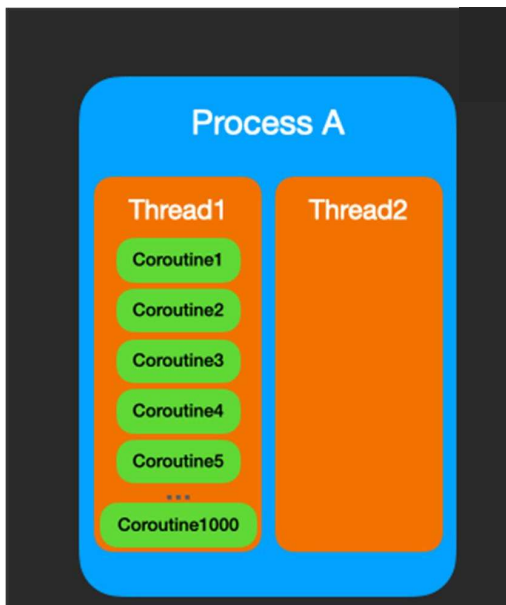 Process A
Thread1
Coroutine1
Coroutine2
Coroutine3
Coroutine4
Coroutine5
...
Coroutine1000
Thread2